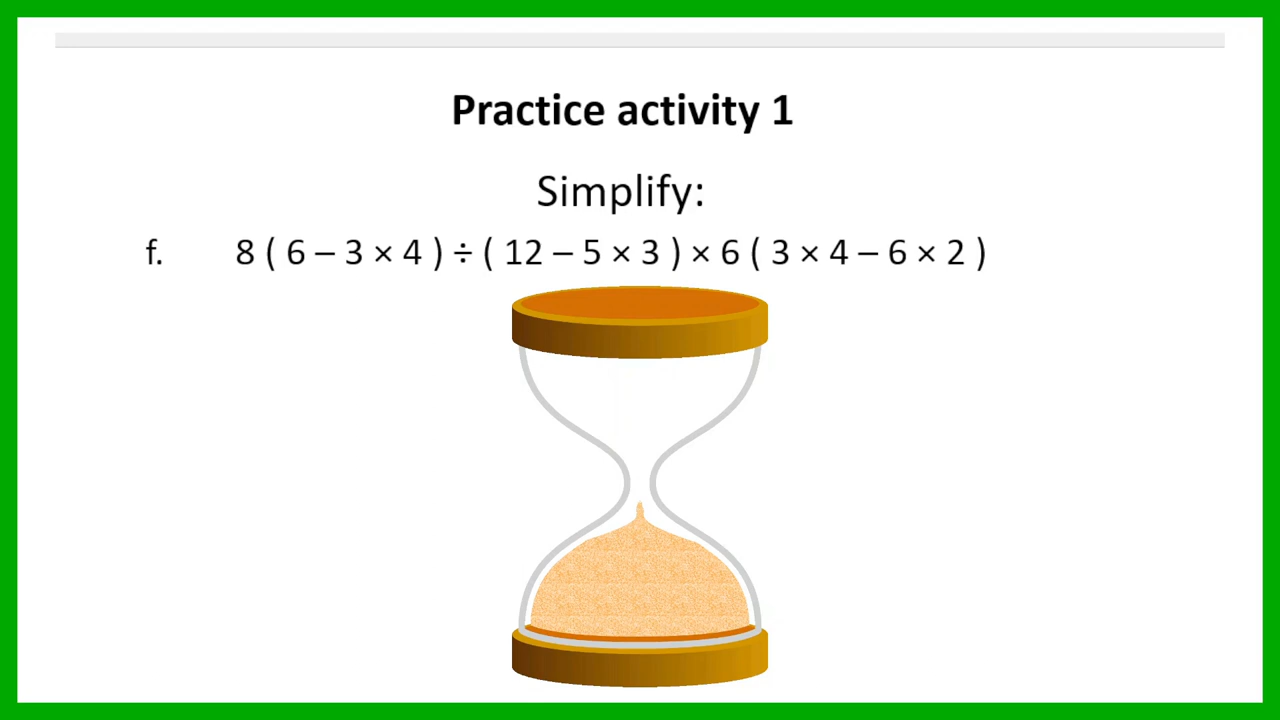 Practice activity 1
Simplify:
f. 8 ( 6 – 3 × 4 ) ÷ ( 12 – 5 × 3 ) × 6 ( 3 × 4 – 6 × 2 )